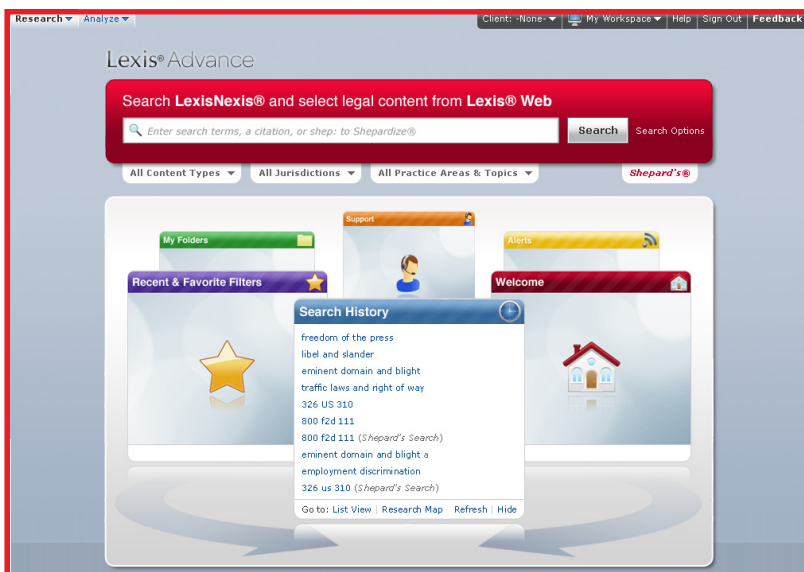 Research Analyze Client: -None- My Workspace Help Sign Out Feedback
Lexis® Advance
Search LexisNexis® and select legal content from Lexis® Web
Enter search terms, a citation, or shep: to Shepardize® Search Search Options
All Content Types All Jurisdictions All Practice Areas & Topics Shepard's®
Support
My Folders Alerts
Recent & Favorite Filters Welcome
Search History
freedom of the press
libel and slander
eminent domain and blight
traffic laws and right of way
326 US 310
800 f2d 111
800 f2d 111 (Shepard's Search)
eminent domain and blight a
employment discrimination
326 us 310 (Shepard's Search)
Go to: List View | Research Map Refresh | Hide